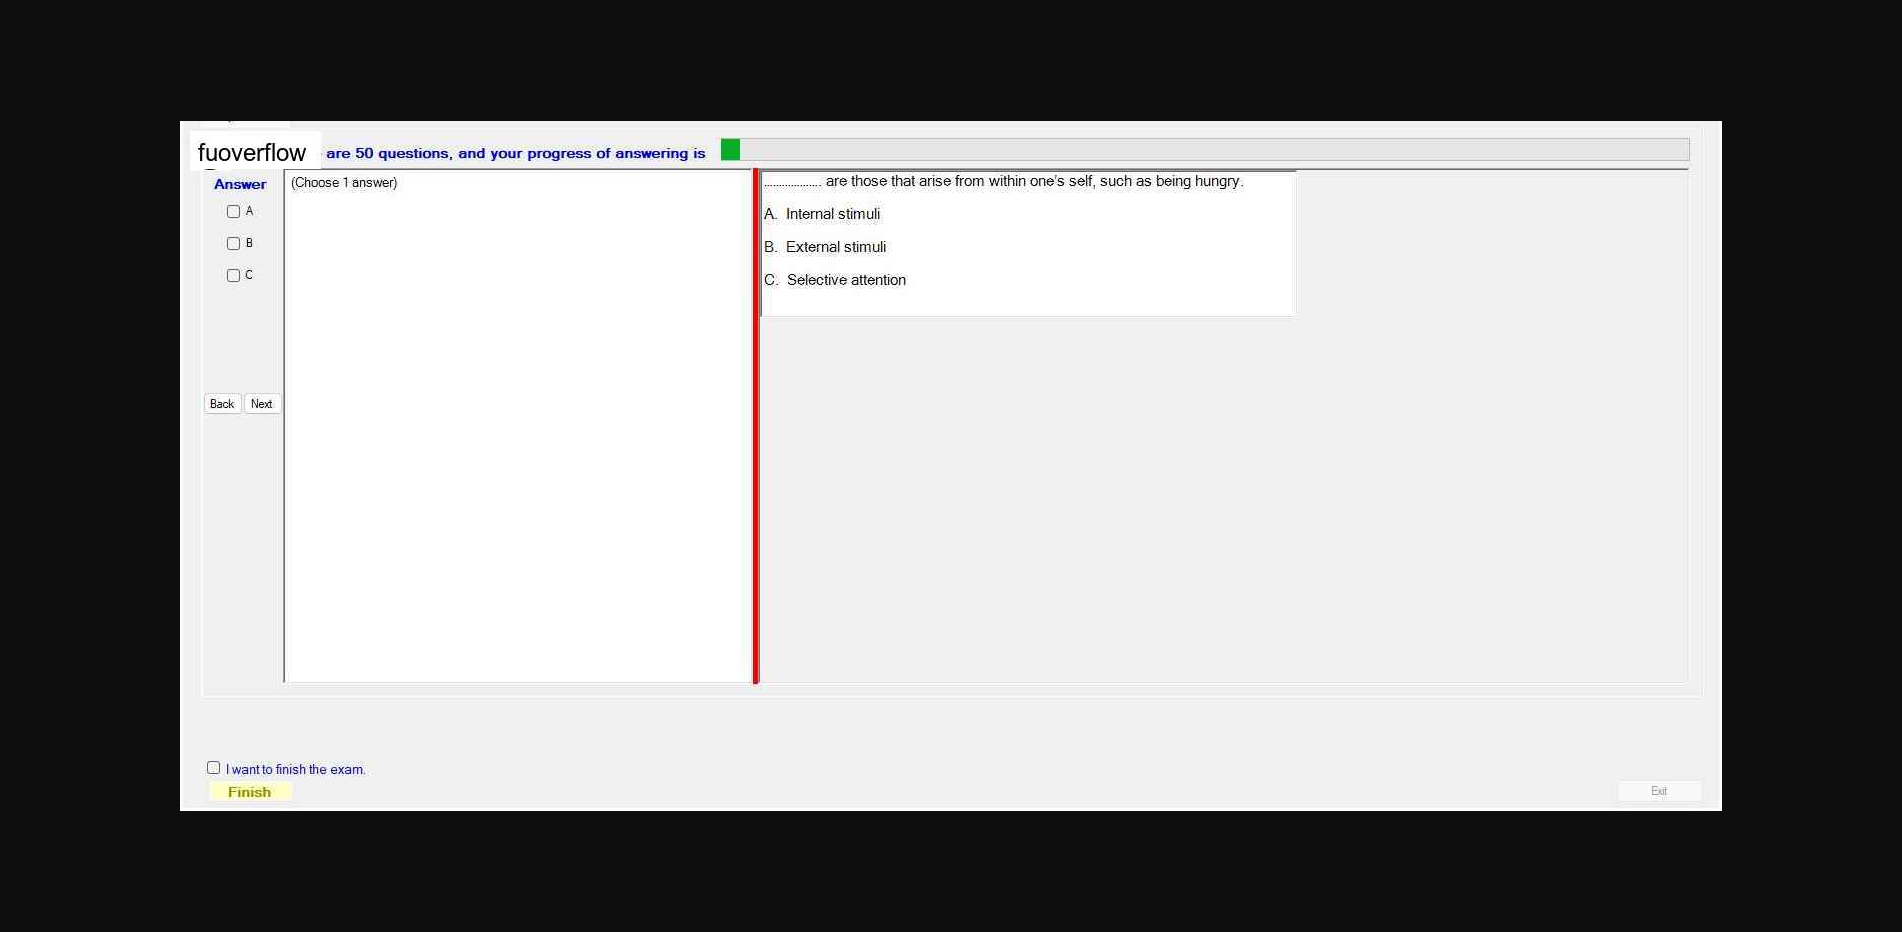 fuoverflow are 50 questions, and your progress of answering is
Answer
(Choose 1 answer)
................... are those that arise from within one's self, such as being hungry.
A
B
C
A. Internal stimuli
B. External stimuli
C. Selective attention
Back Next
I want to finish the exam.
Finish
Exit